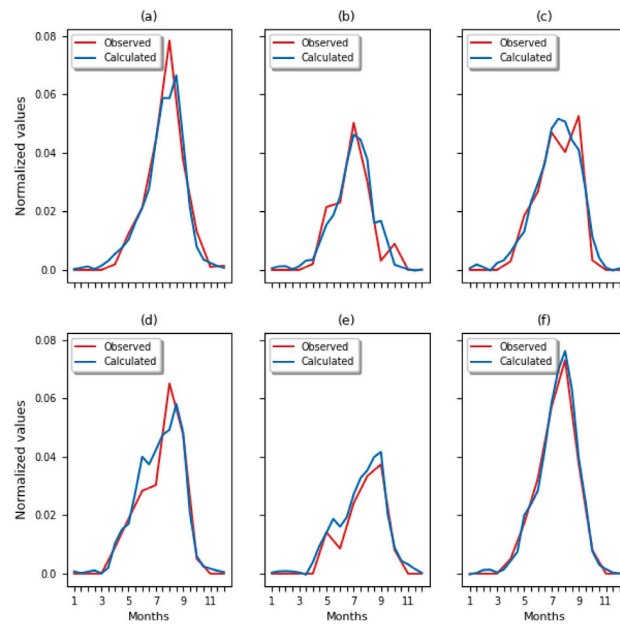 (a) (b) (c)
Normalized values
0.08
0.06
0.04
0.02
0.0
Observed
Calculated
Observed
Calculated
Observed
Calculated
(d) (e) (f)
Normalized values
0.08
0.06
0.04
0.02
0.0
Observed
Calculated
Observed
Calculated
Observed
Calculated
1 3 5 7 9 11 1 3 5 7 9 11 1 3 5 7 9 11
Months Months Months